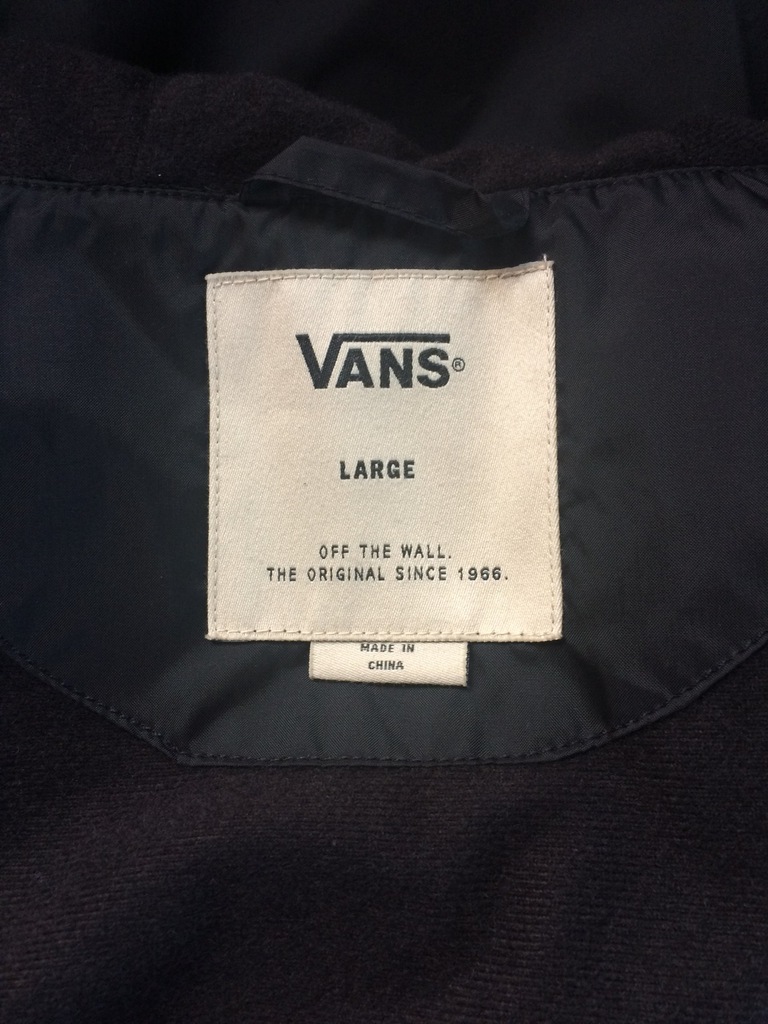 VANS®
LARGE
OFF THE WALL.
THE ORIGINAL SINCE 1966.
MADE IN
CHINA